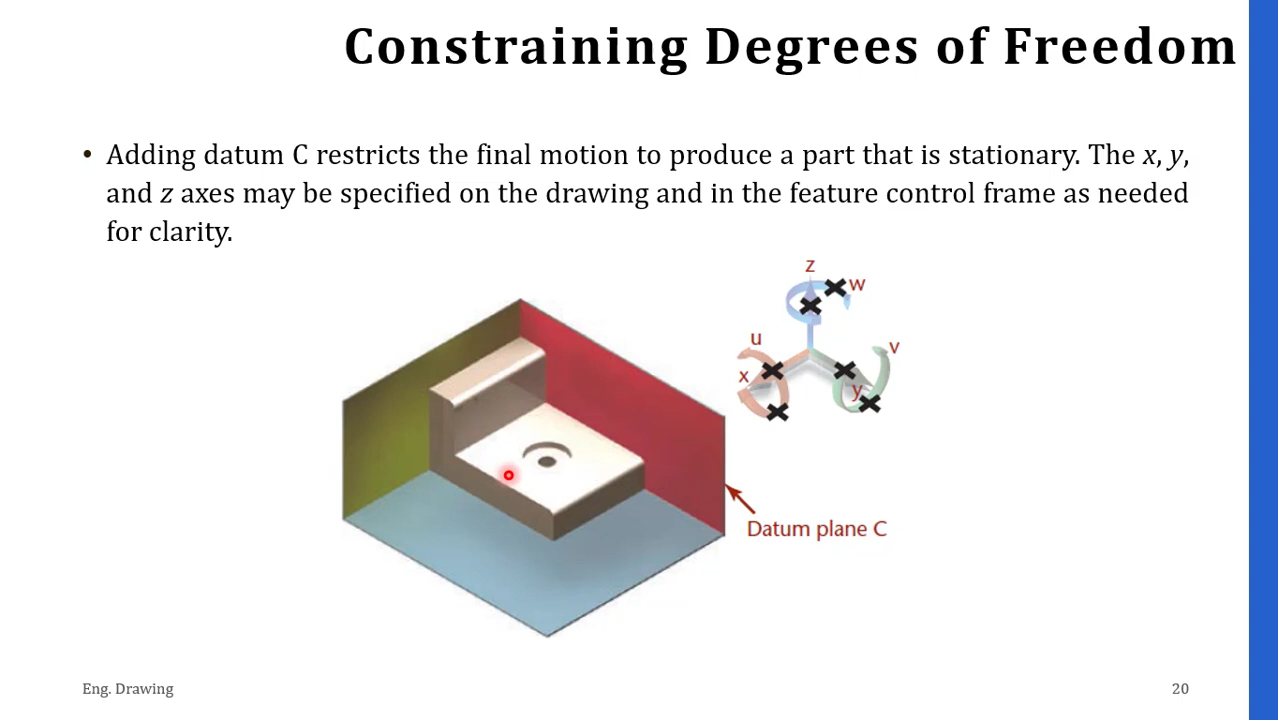 Constraining Degrees of Freedom
• Adding datum C restricts the final motion to produce a part that is stationary. The x, y,
and z axes may be specified on the drawing and in the feature control frame as needed
for clarity.
z
w
u
v
x
y
Datum plane C
Eng. Drawing
20